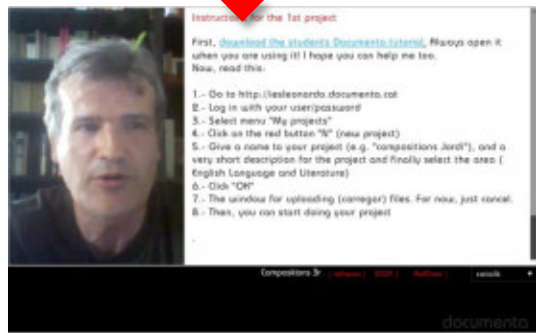 Instructions for the 1st project
First, download the students Documenta tutorial. Always open it
when you are using it! I hope you can help me too.
Now, read this:
1.- Go to http://iesleonardo.documenta.cat
2.- Log in with your user/password
3.- Select menu "My projects"
4.- Click on the red button "N" (new project)
5.- Give a name to your project (e.g. "compositions Jordi"), and a
very short description for the project and finally select the area (
English Language and Literature)
6.- Click "OK"
7.- The window for uploading (carregar) files. For now, just cancel.
8.- Then, you can start doing your project
.
Compositions 3r | | STOP | |
documenta